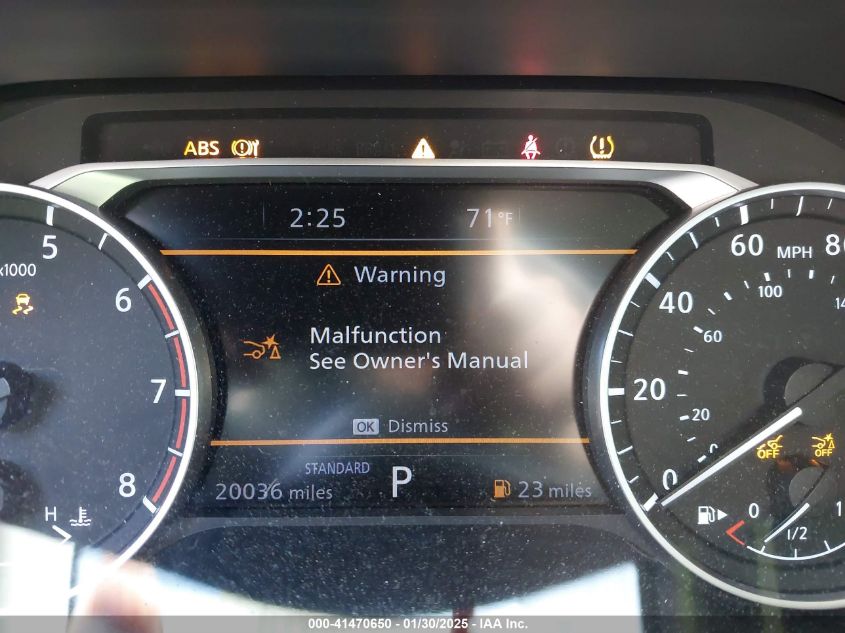 ABS
2:25 71°F
Warning
Malfunction
See Owner's Manual
OK Dismiss
STANDARD
20036 miles P 23 miles
5
x1000
6
7
8
H
60 MPH 80
100
40
60
20
20
0
OFF OFF
0
1/2
1
000-41470650 - 01/30/2025 - IAA Inc.